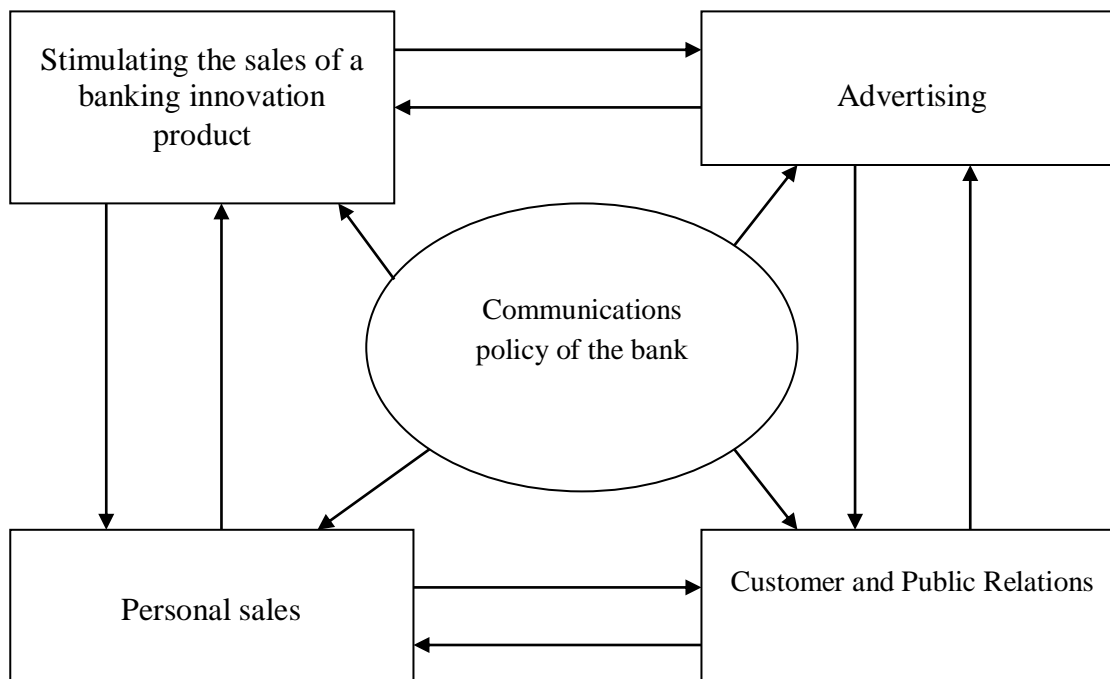 Stimulating the sales of a
banking innovation
product
Advertising
Communications
policy of the bank
Personal sales
Customer and Public Relations